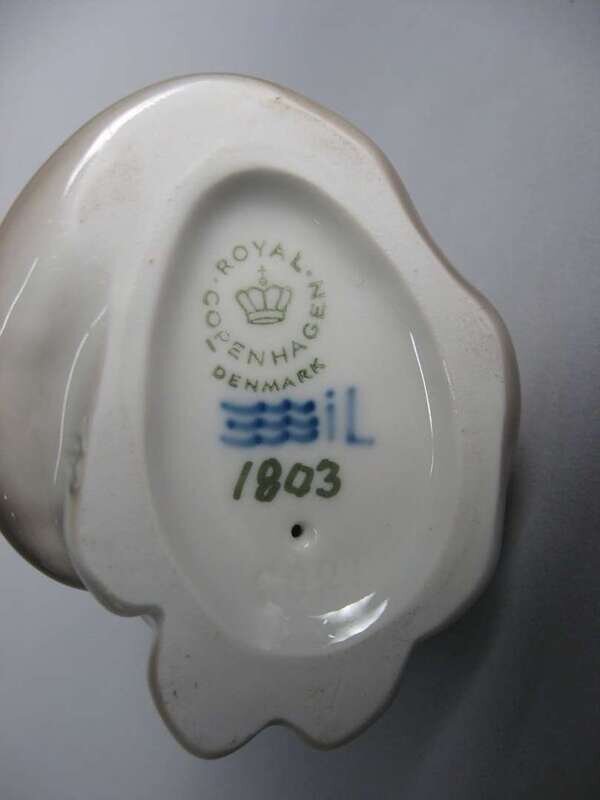 ROYAL
COPENHAGEN
DENMARK
iL
1803